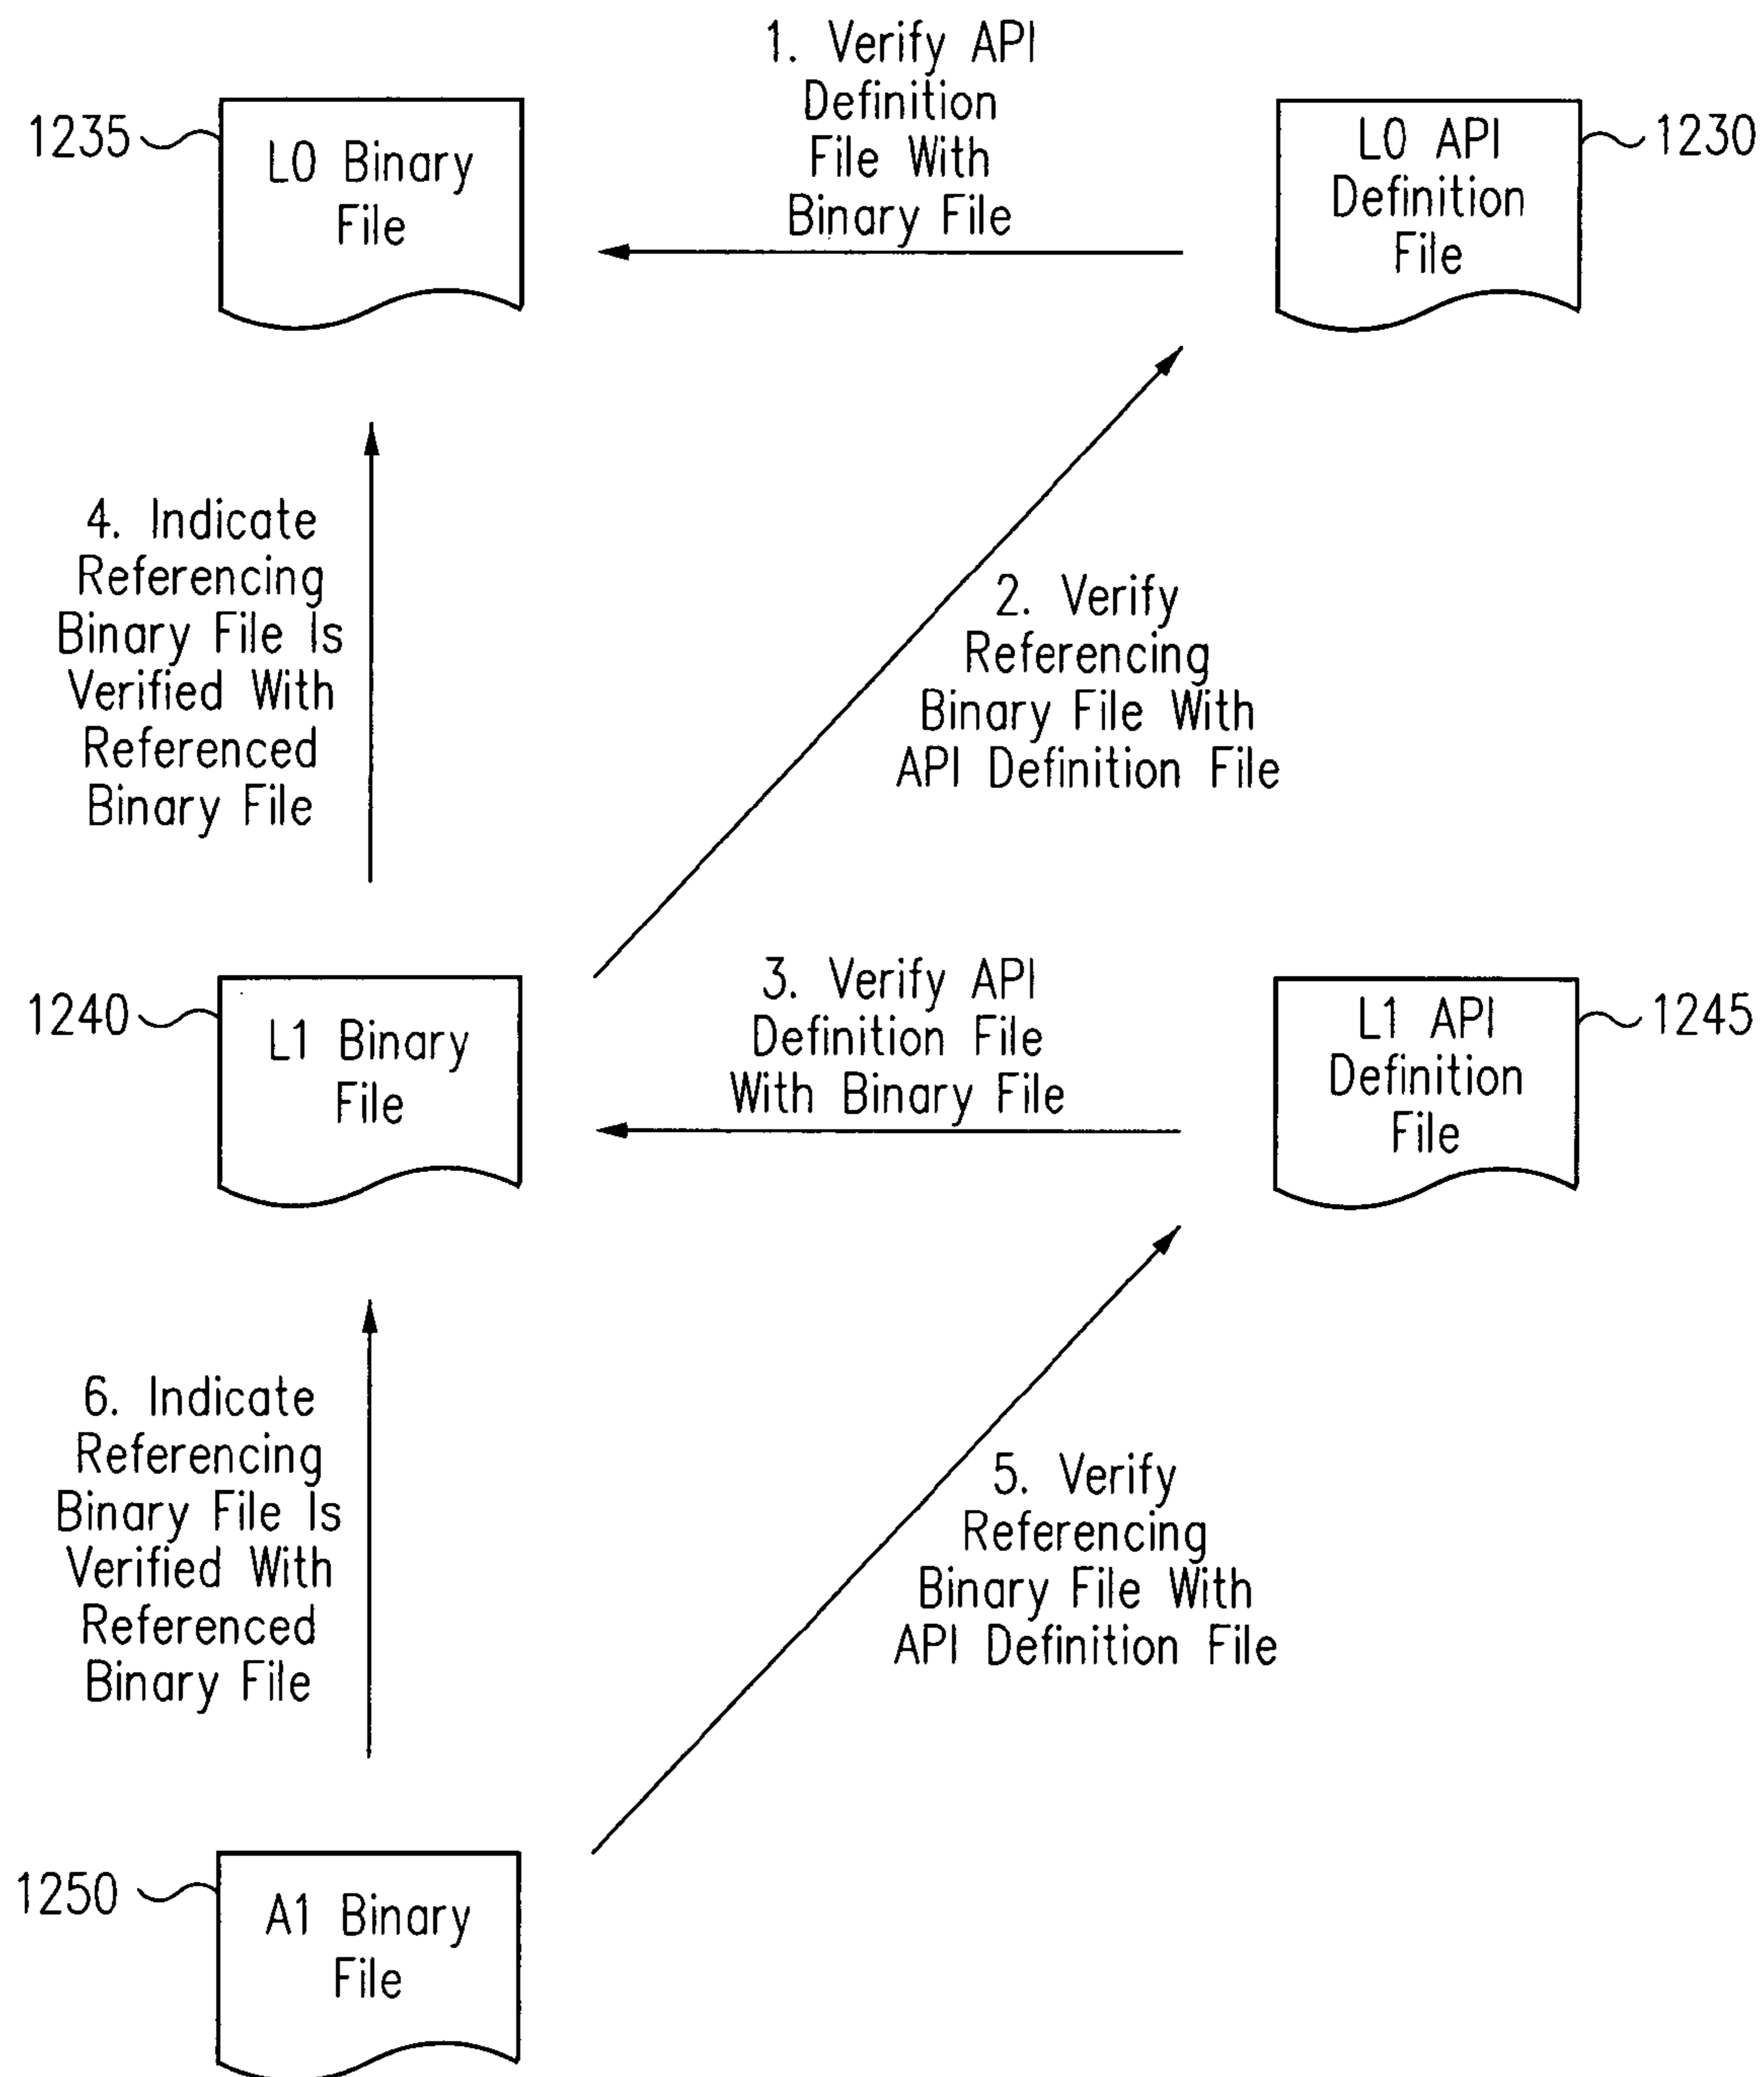 1. Verify API
Definition
File With
Binary File
1235
L0 Binary
File
L0 API
Definition
File
1230
4. Indicate
Referencing
Binary File Is
Verified With
Referenced
Binary File
2. Verify
Referencing
Binary File With
API Definition File
1240
L1 Binary
File
3. Verify API
Definition File
With Binary File
L1 API
Definition
File
1245
6. Indicate
Referencing
Binary File Is
Verified With
Referenced
Binary File
5. Verify
Referencing
Binary File With
API Definition File
1250
A1 Binary
File